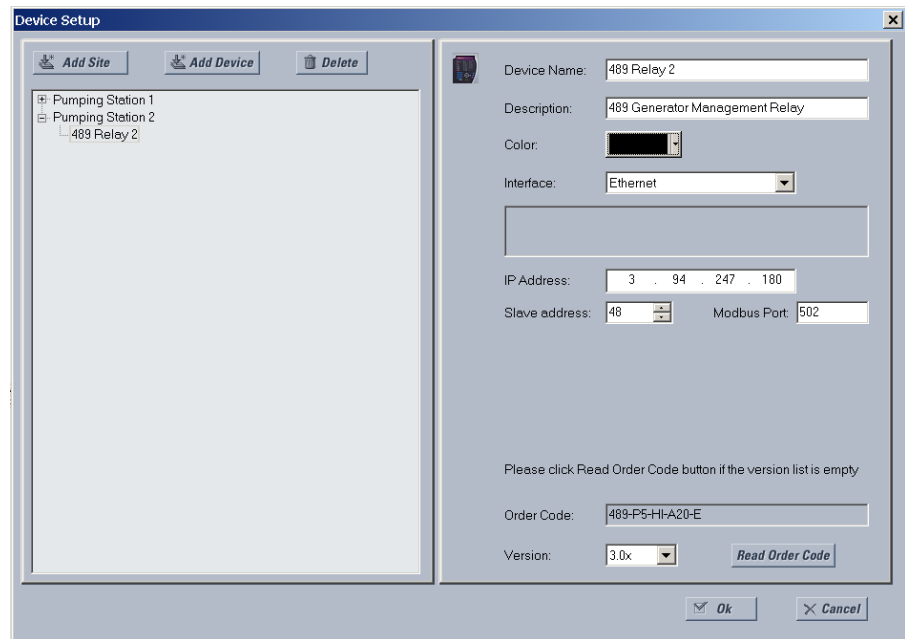 Device Setup
Add Site
Add Device
Delete
Pumping Station 1
Pumping Station 2
489 Relay 2
Device Name: 489 Relay 2
Description: 489 Generator Management Relay
Color:
Interface: Ethernet
IP Address: 3 . 94 . 247 . 180
Slave address: 48 Modbus Port: 502
Please click Read Order Code button if the version list is empty
Order Code: 489-P5-HI-A20-E
Version: 3.0x Read Order Code
Ok Cancel